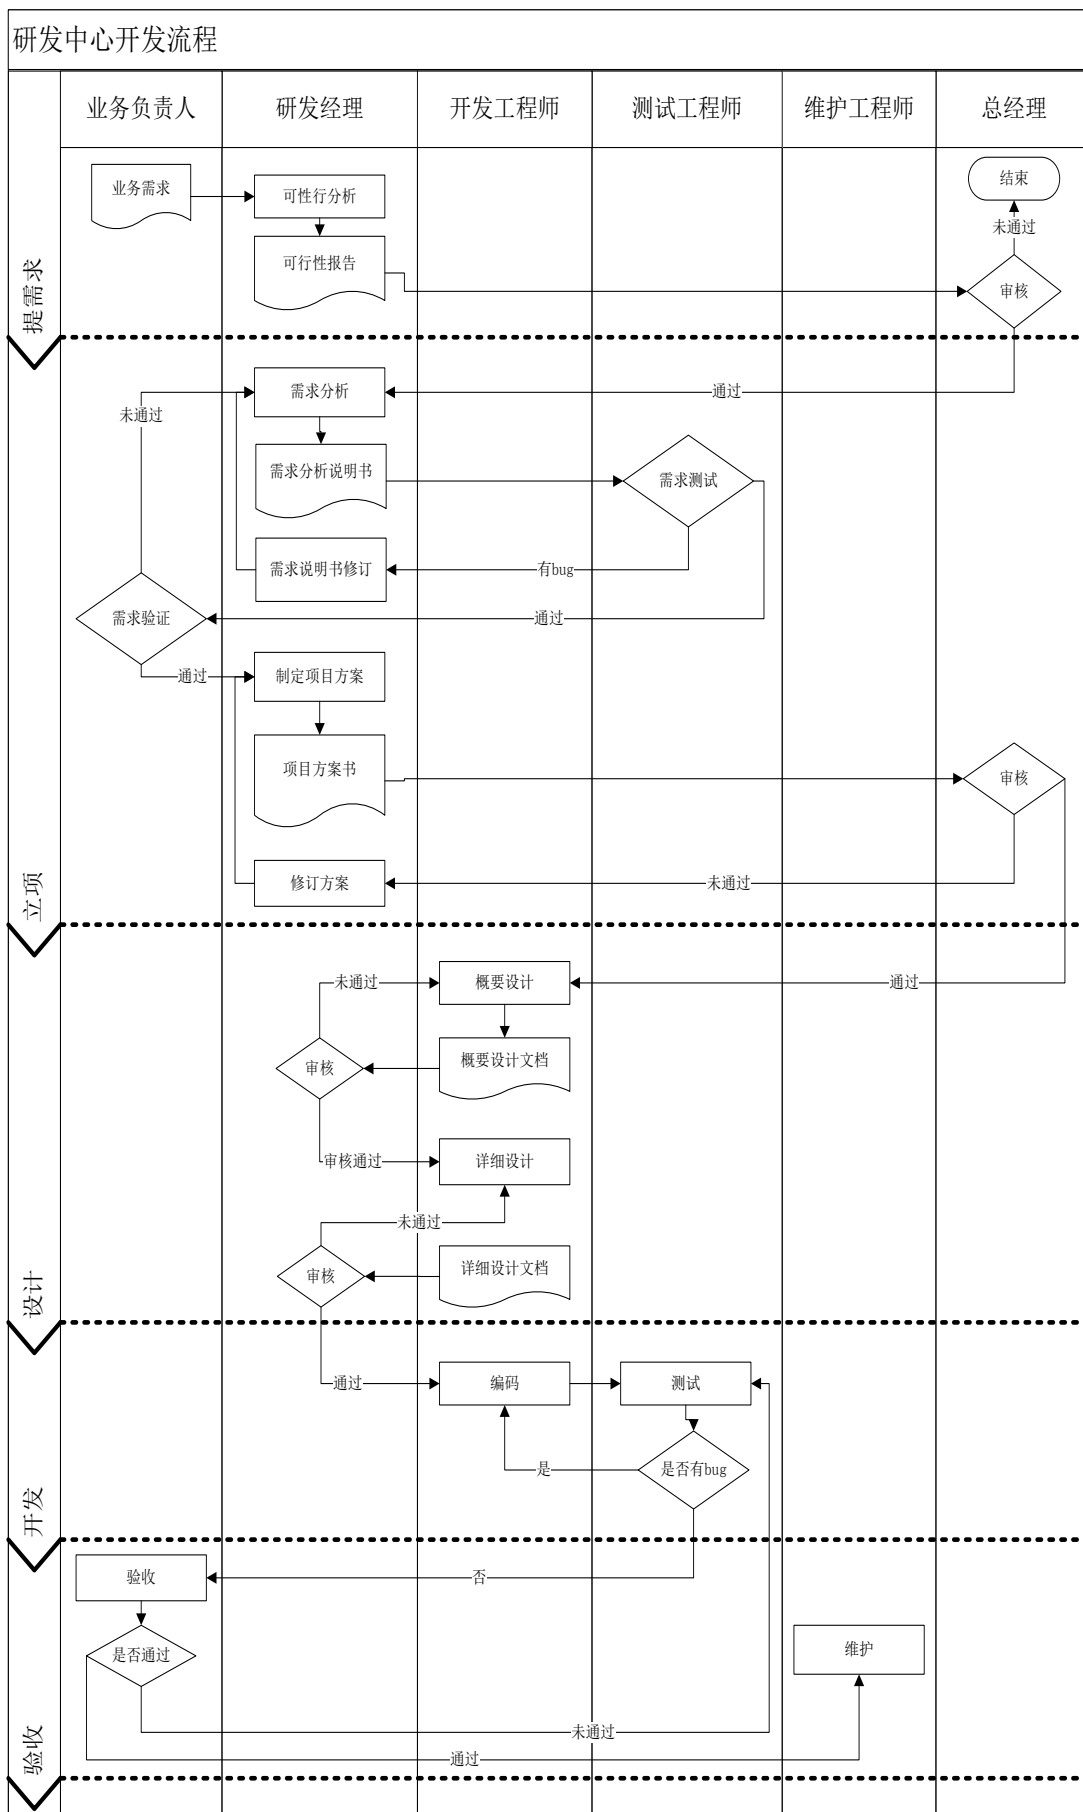 研发中心开发流程
业务负责人
研发经理
开发工程师
测试工程师
维护工程师
总经理
提需求
业务需求
可性行分析
结束
未通过
可行性报告
审核
立项
需求分析
通过
未通过
需求分析说明书
需求测试
需求说明书修订
有bug
需求验证
通过
通过
制定项目方案
项目方案书
审核
修订方案
未通过
设计
未通过
概要设计
通过
审核
概要设计文档
审核通过
详细设计
未通过
审核
详细设计文档
开发
通过
编码
测试
是
是否有bug
验收
验收
否
是否通过
维护
未通过
通过